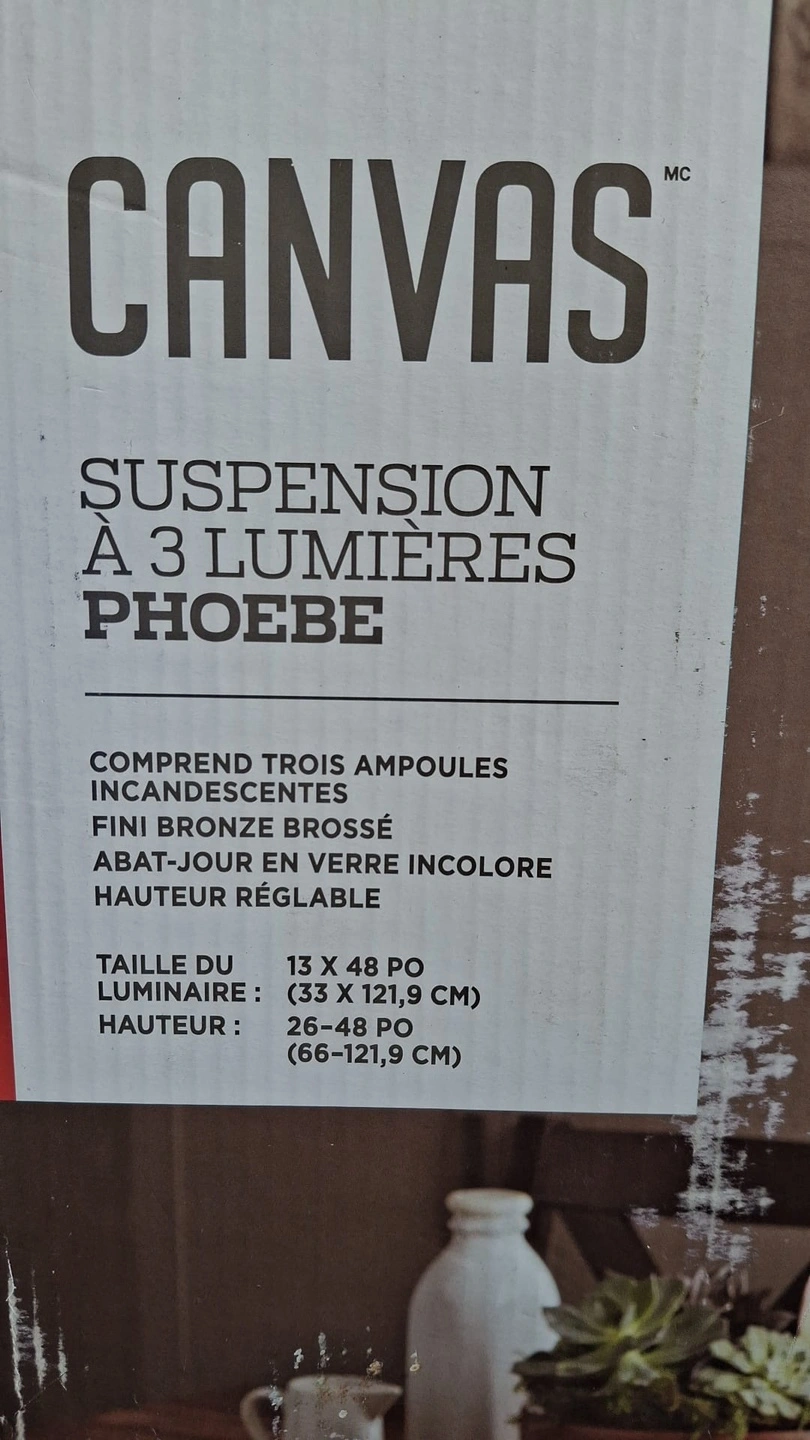 CANVAS MC
SUSPENSION
À 3 LUMIÈRES
PHOEBE
COMPREND TROIS AMPOULES
INCANDESCENTES
FINI BRONZE BROSSÉ
ABAT-JOUR EN VERRE INCOLORE
HAUTEUR RÉGLABLE
TAILLE DU 13 X 48 PO
LUMINAIRE : (33 X 121,9 CM)
HAUTEUR : 26–48 PO
(66–121,9 CM)